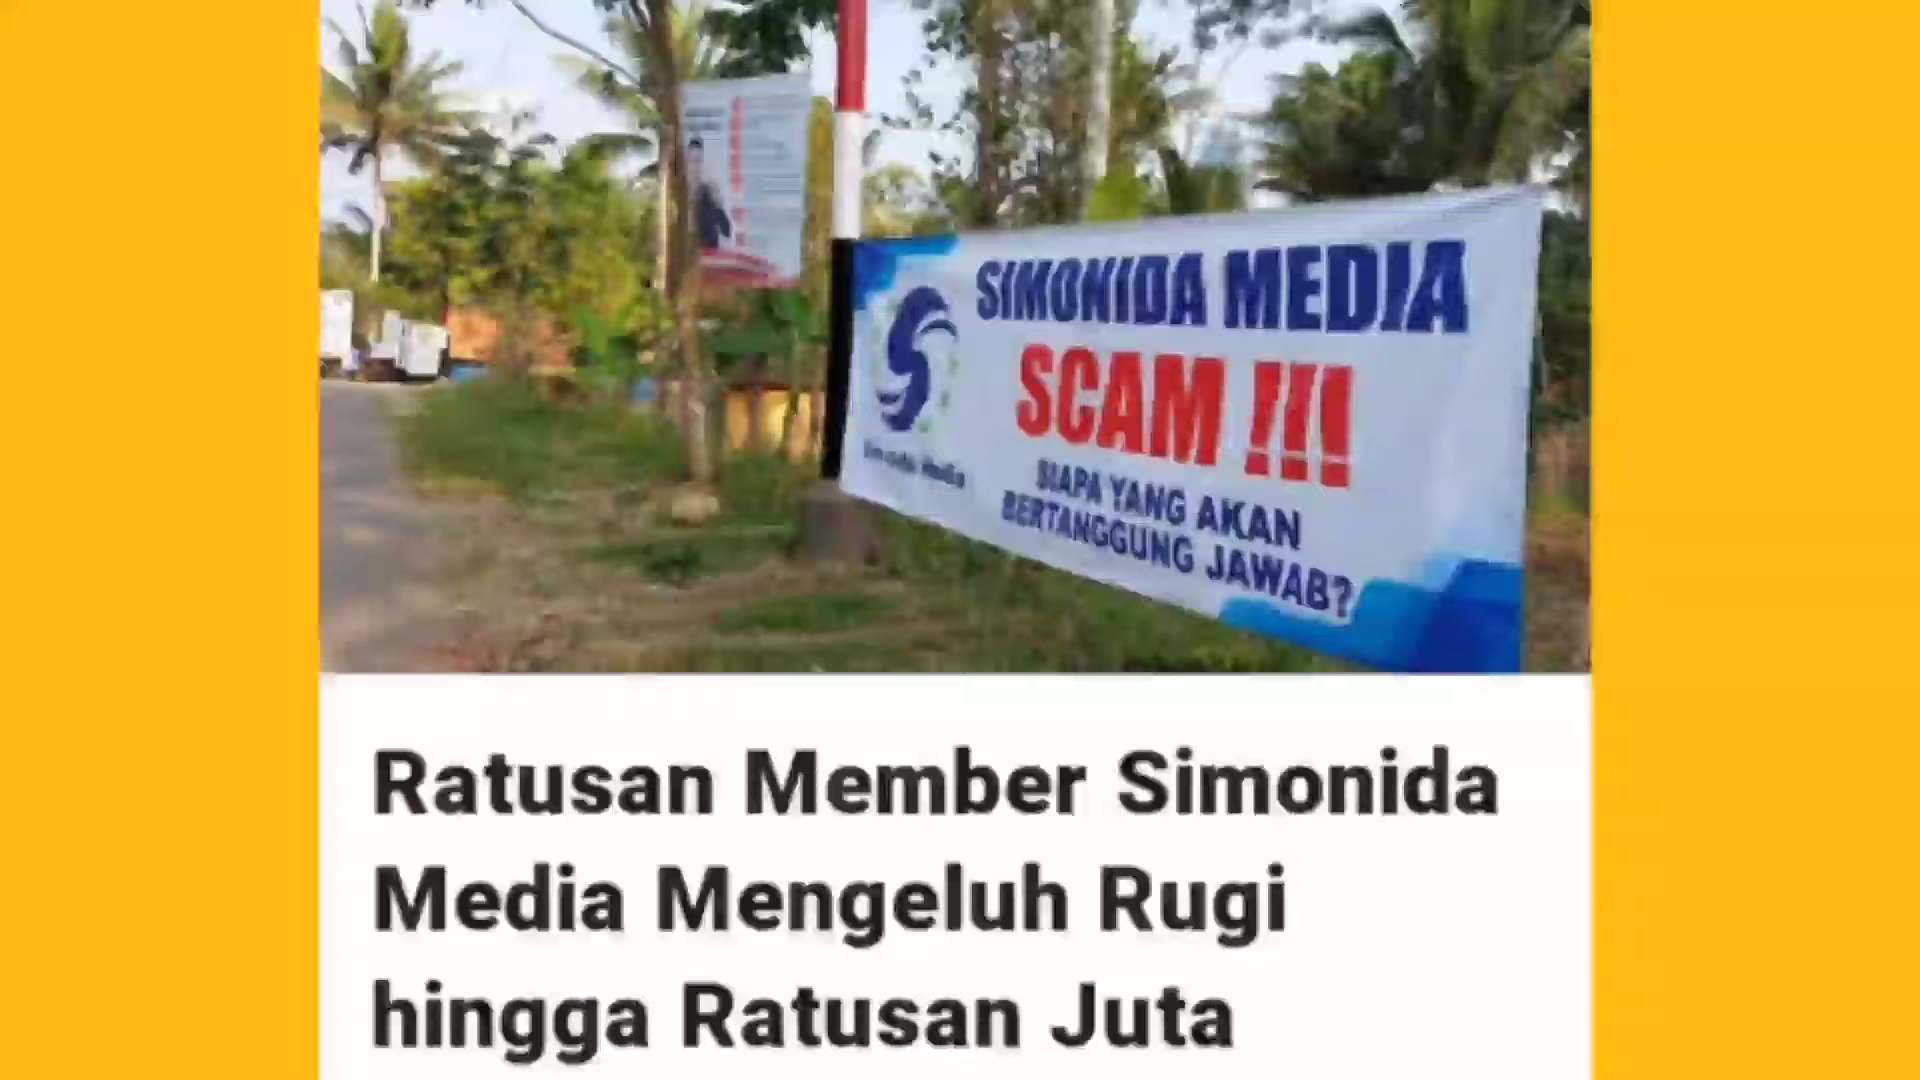 SIMONIDA MEDIA
SCAM !!!
SIAPA YANG AKAN
BERTANGGUNG JAWAB?
Ratusan Member Simonida
Media Mengeluh Rugi
hingga Ratusan Juta